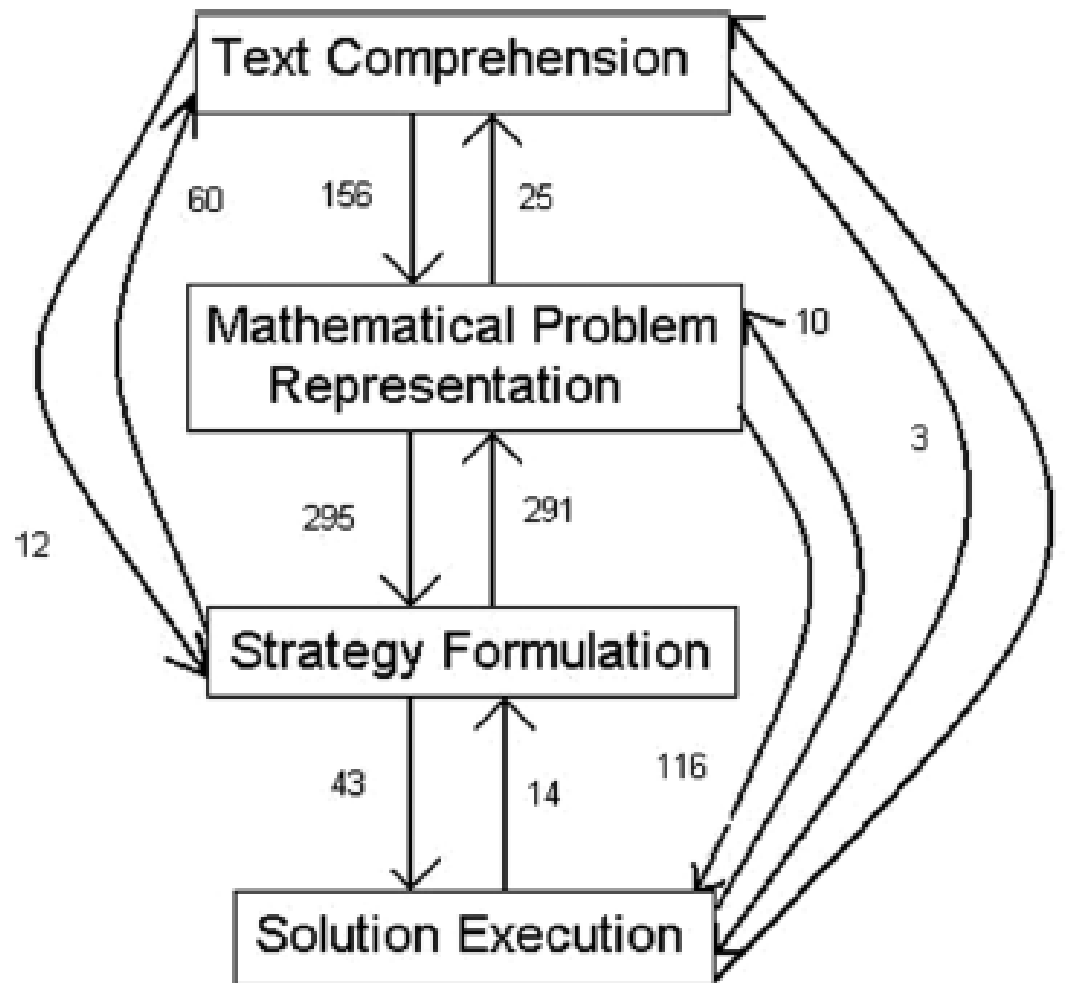 Text Comprehension
60
156
25
Mathematical Problem
Representation
10
3
295
291
12
Strategy Formulation
116
43
14
Solution Execution